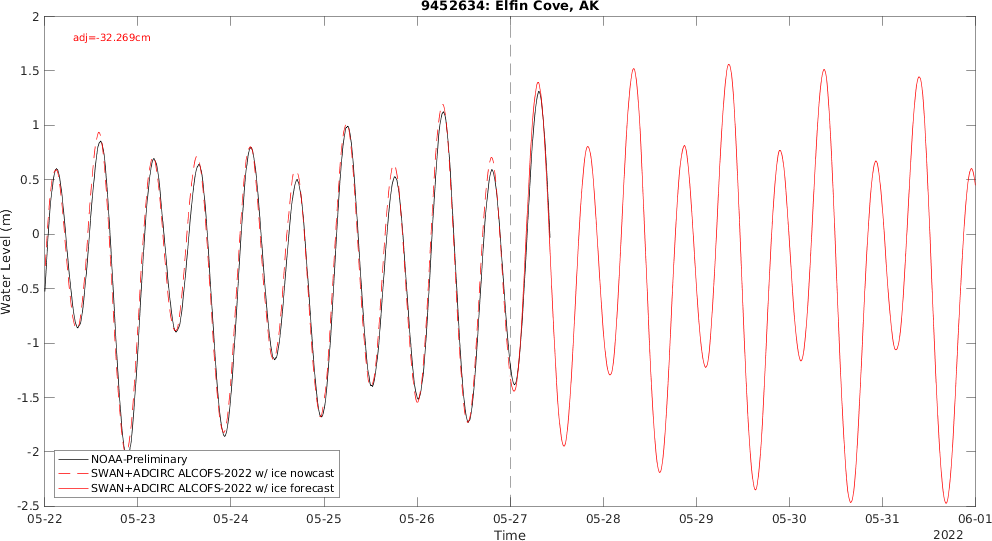 9452634: Elfin Cove, AK
adj=-32.269cm
Water Level (m)
2
1.5
1
0.5
0
-0.5
-1
-1.5
-2
-2.5
NOAA-Preliminary
SWAN+ADCIRC ALCOFS-2022 w/ ice nowcast
SWAN+ADCIRC ALCOFS-2022 w/ ice forecast
05-22 05-23 05-24 05-25 05-26 05-27 05-28 05-29 05-30 05-31 06-01
Time
2022